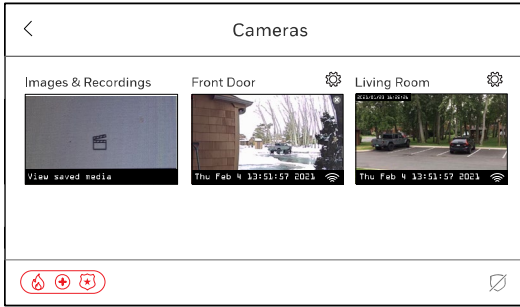 Cameras
Images & Recordings
Front Door
Living Room
View saved media
Thu Feb 4 13:51:57 2021
Thu Feb 4 13:51:57 2021